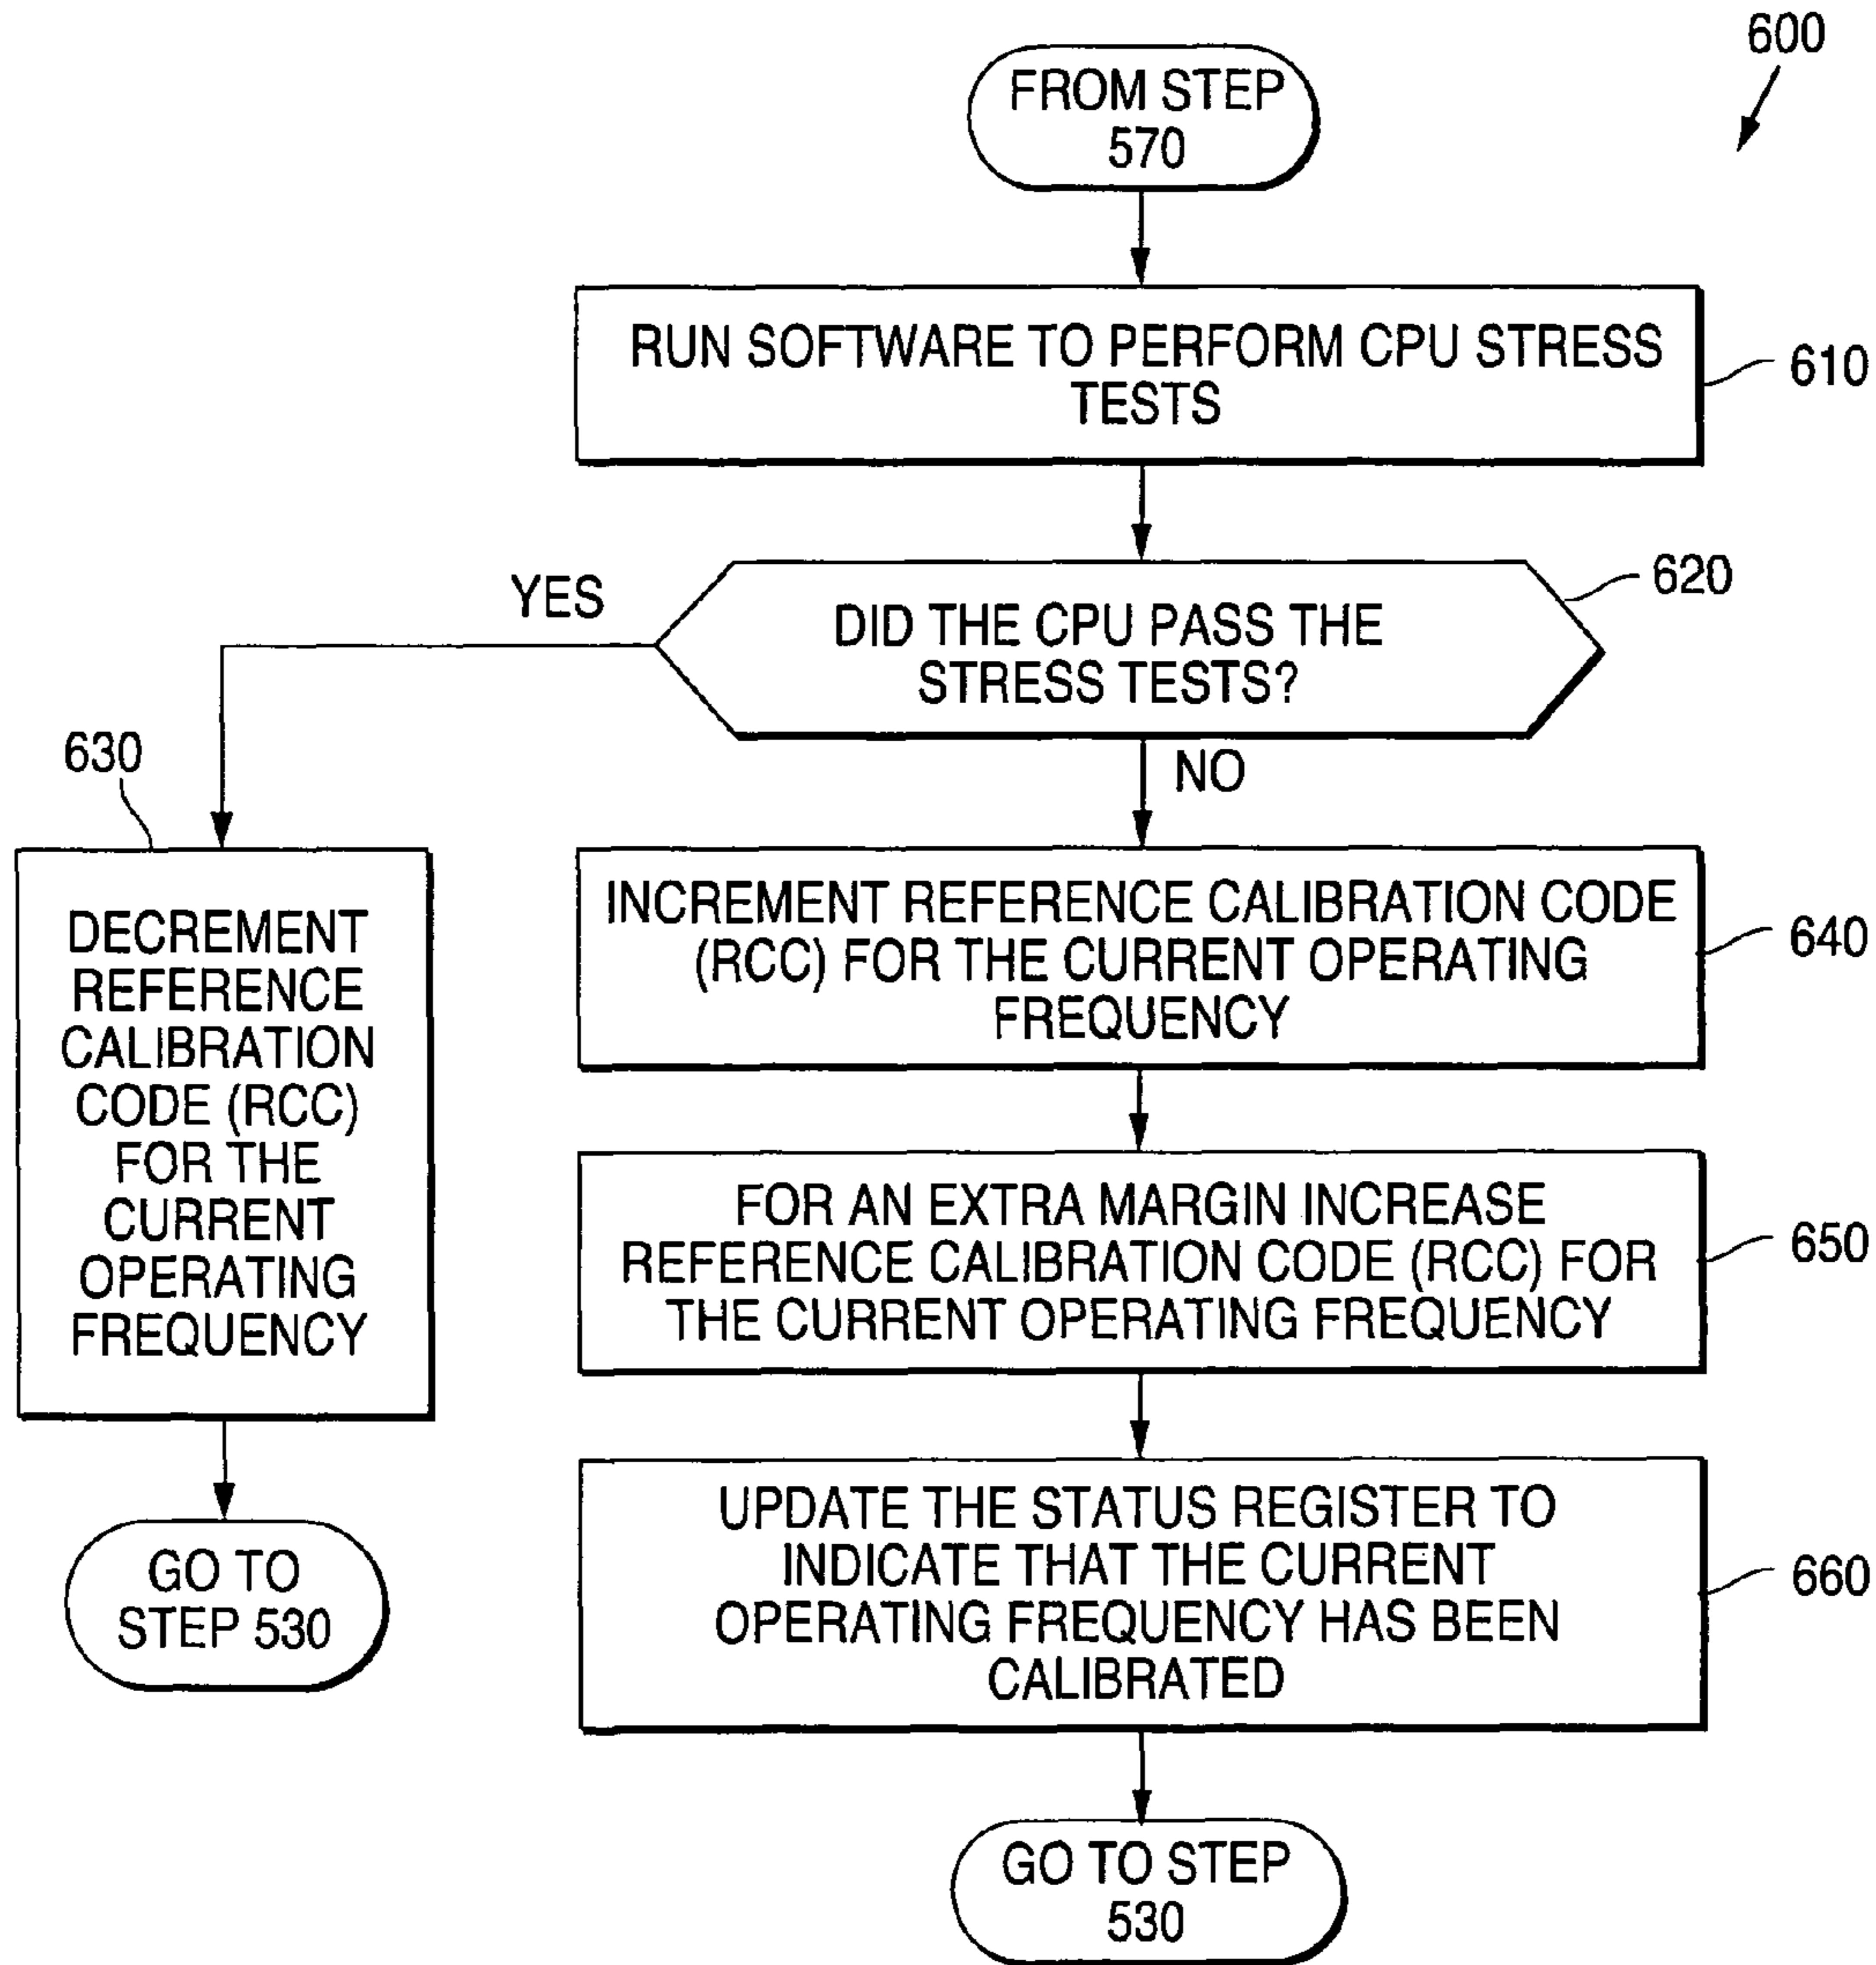 600
FROM STEP
570
RUN SOFTWARE TO PERFORM CPU STRESS
TESTS
610
DID THE CPU PASS THE
STRESS TESTS?
620
YES
NO
630
DECREMENT
REFERENCE
CALIBRATION
CODE (RCC)
FOR THE
CURRENT
OPERATING
FREQUENCY
GO TO
STEP 530
INCREMENT REFERENCE CALIBRATION CODE
(RCC) FOR THE CURRENT OPERATING
FREQUENCY
640
FOR AN EXTRA MARGIN INCREASE
REFERENCE CALIBRATION CODE (RCC) FOR
THE CURRENT OPERATING FREQUENCY
650
UPDATE THE STATUS REGISTER TO
INDICATE THAT THE CURRENT
OPERATING FREQUENCY HAS BEEN
CALIBRATED
660
GO TO STEP
530